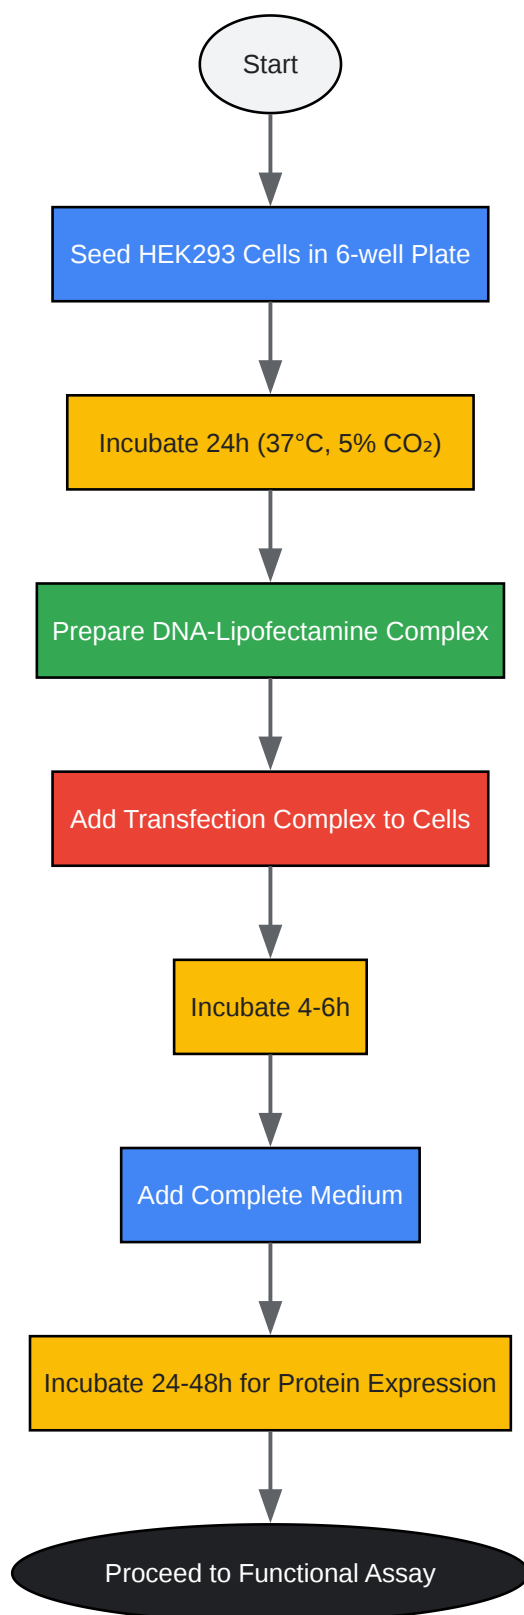 Start
Seed HEK293 Cells in 6-well Plate
Incubate 24h (37°C, 5% CO₂)
Prepare DNA-Lipofectamine Complex
Add Transfection Complex to Cells
Incubate 4-6h
Add Complete Medium
Incubate 24-48h for Protein Expression
Proceed to Functional Assay